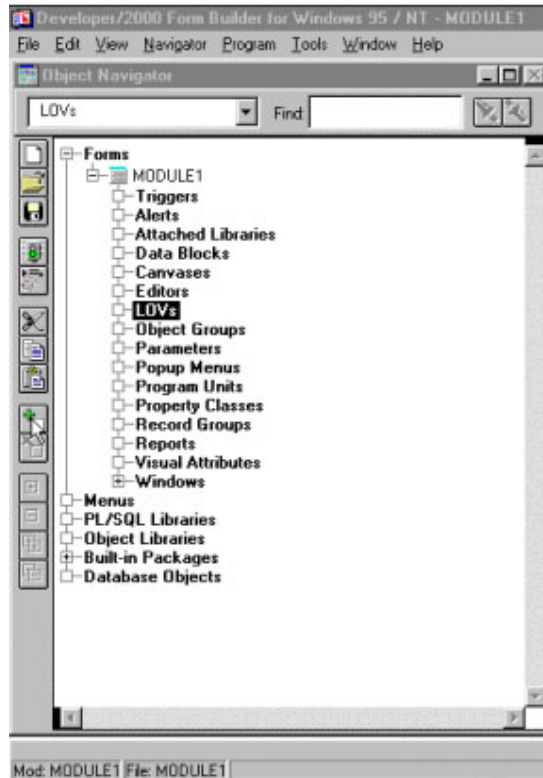 Developer/2000 Form Builder for Windows 95 / NT - MODULE1
File Edit View Navigator Program Tools Window Help
Object Navigator
LOVs Find:
Forms
MODULE1
Triggers
Alerts
Attached Libraries
Data Blocks
Canvases
Editors
LOVs
Object Groups
Parameters
Popup Menus
Program Units
Property Classes
Record Groups
Reports
Visual Attributes
Windows
Menus
PL/SQL Libraries
Object Libraries
Built-in Packages
Database Objects
Mod: MODULE1 File: MODULE1